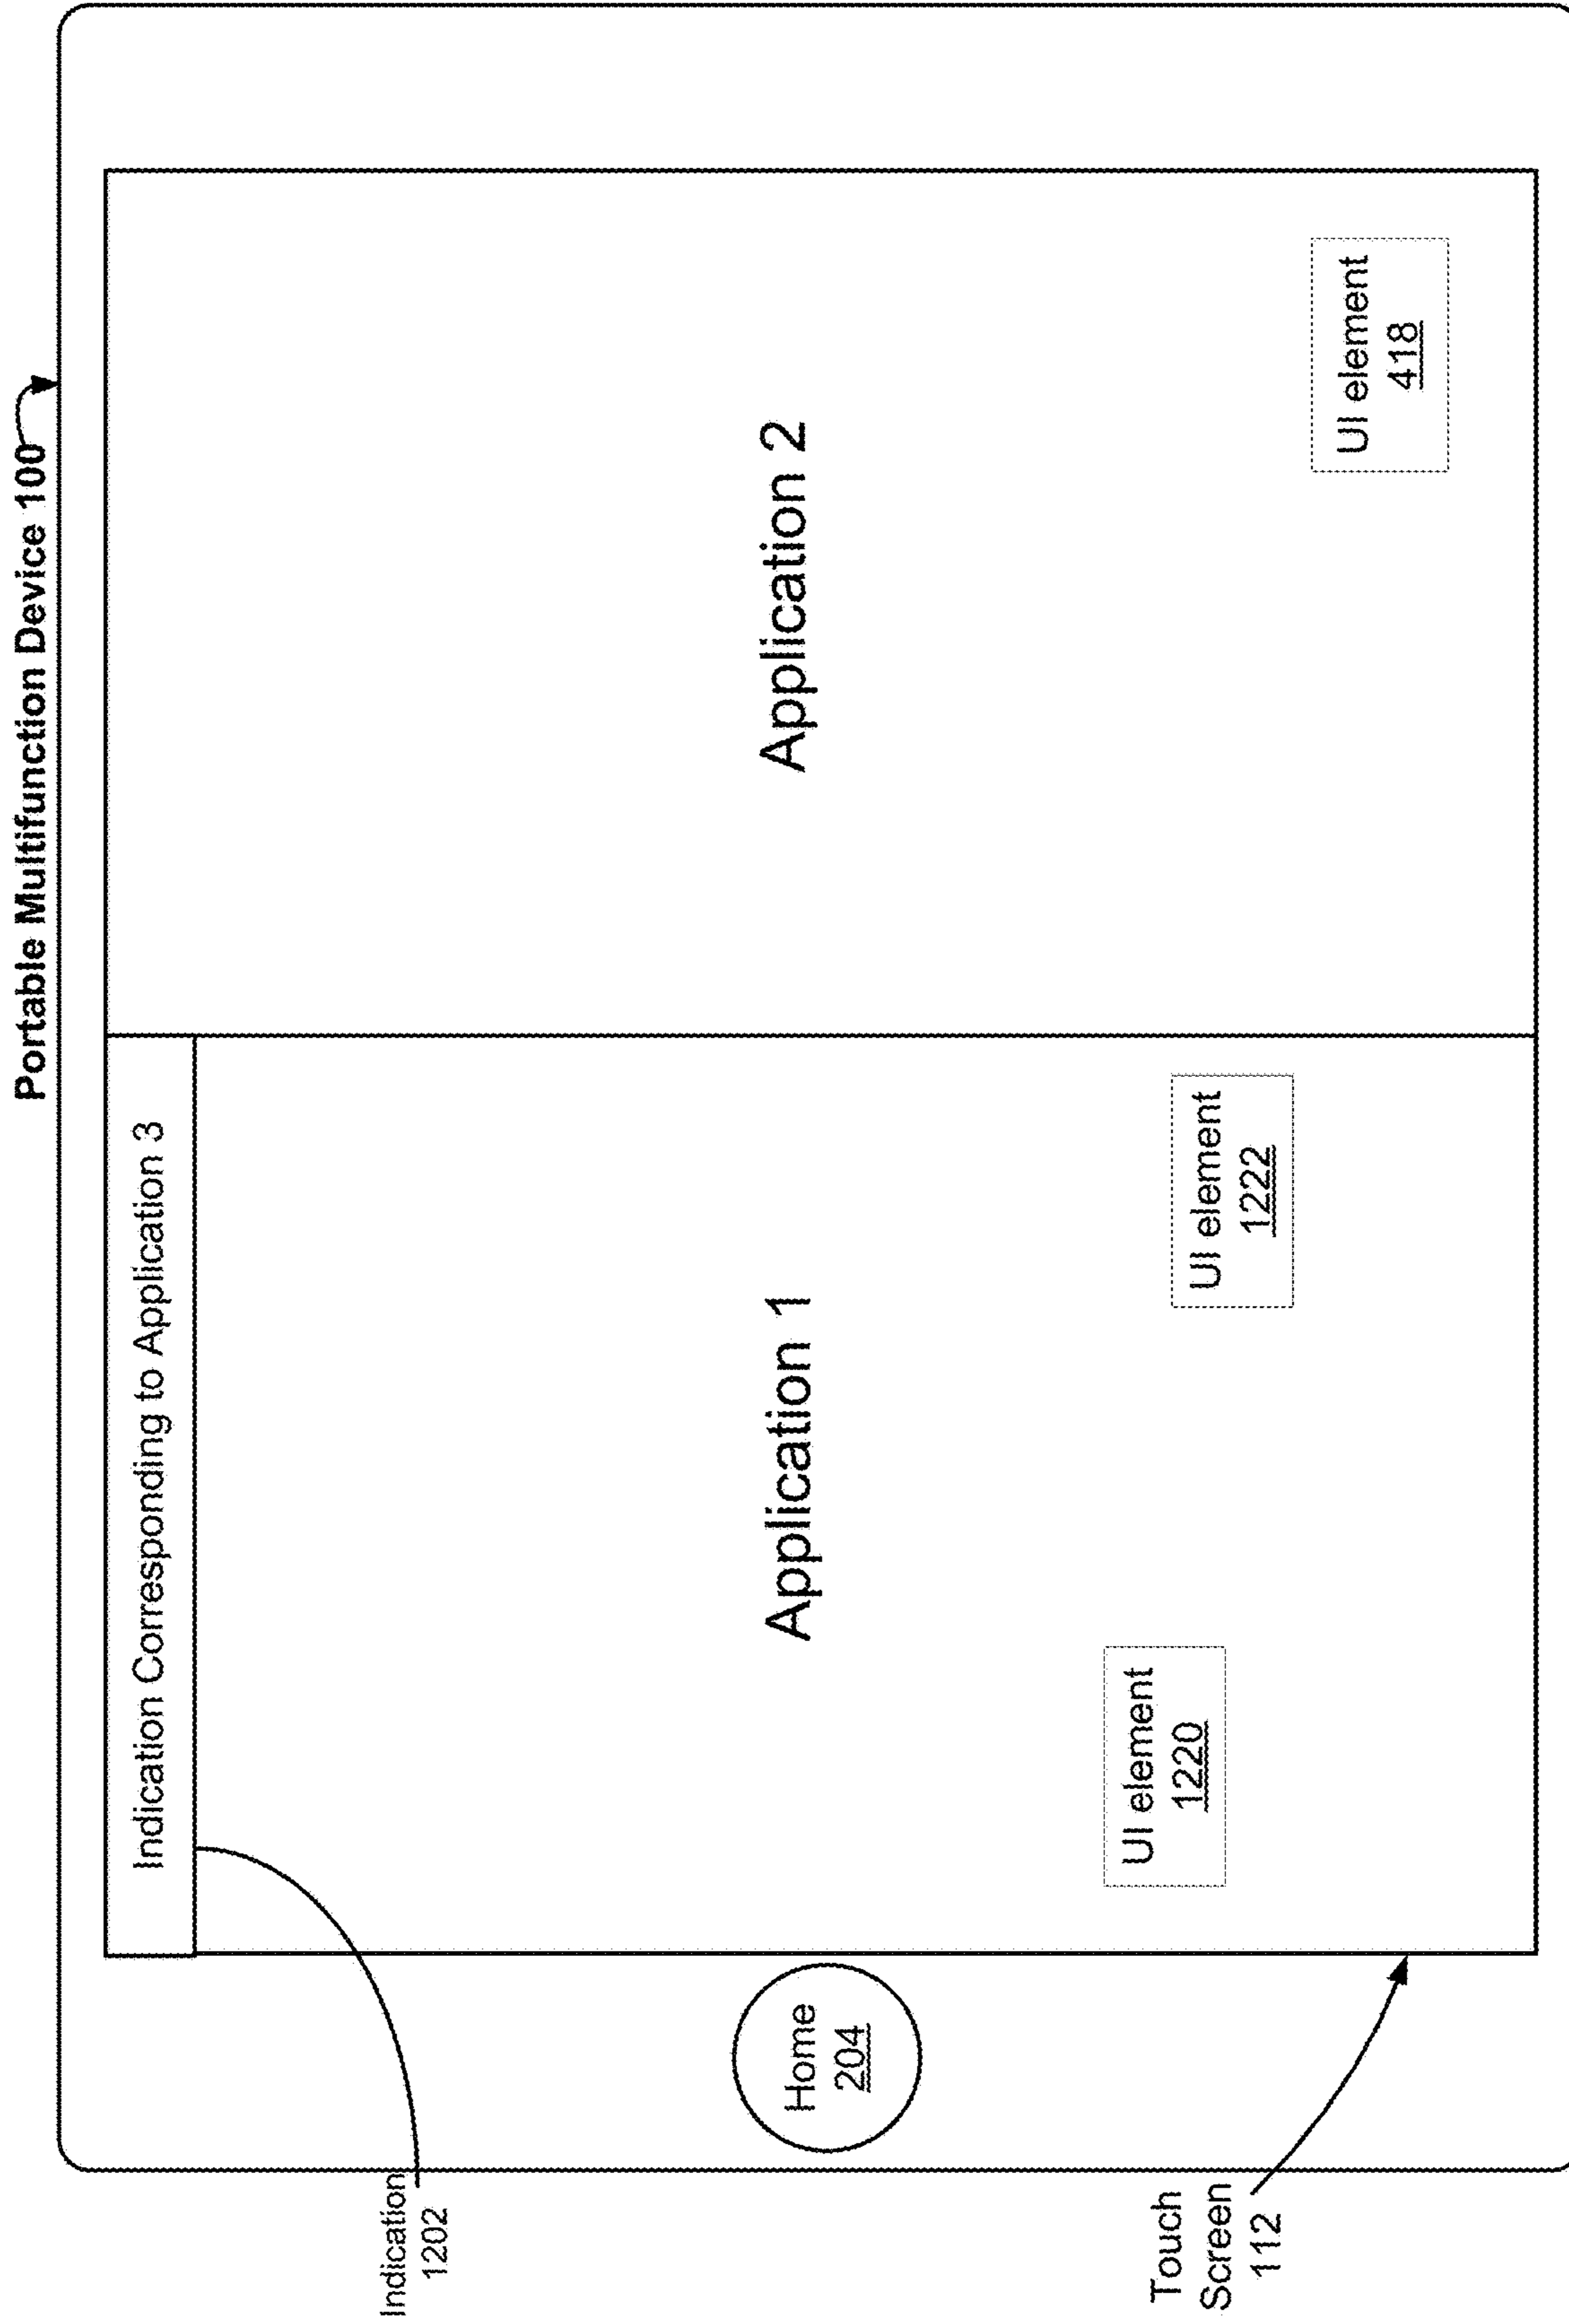 Portable Multifunction Device 100
Indication Corresponding to Application 3
Indication
1202
Application 1
Application 2
Home
204
UI element
1220
UI element
1222
UI element
418
Touch
Screen
112